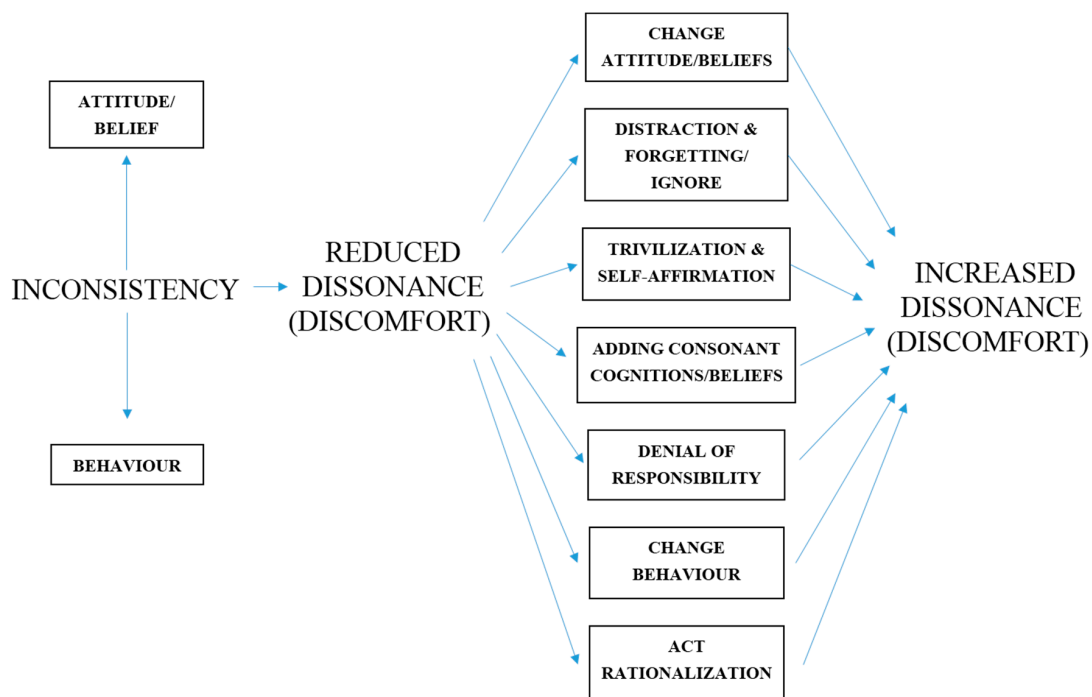 ATTITUDE/
BELIEF
INCONSISTENCY
BEHAVIOUR
REDUCED
DISSONANCE
(DISCOMFORT)
CHANGE
ATTITUDE/BELIEFS
DISTRACTION &
FORGETTING/
IGNORE
TRIVILIZATION &
SELF-AFFIRMATION
ADDING CONSONANT
COGNITIONS/BELIEFS
DENIAL OF
RESPONSIBILITY
CHANGE
BEHAVIOUR
ACT
RATIONALIZATION
INCREASED
DISSONANCE
(DISCOMFORT)